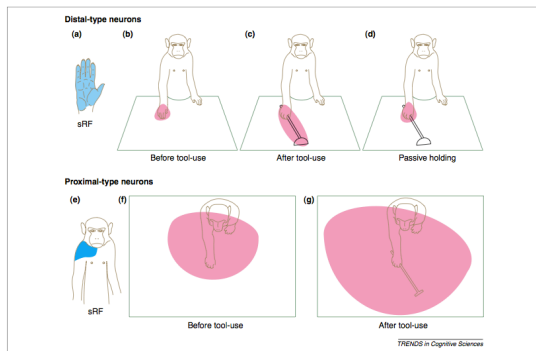 Distal-type neurons
(a) (b) (c) (d)
sRF
Before tool-use After tool-use Passive holding
Proximal-type neurons
(e) (f) (g)
sRF
Before tool-use After tool-use
TRENDS in Cognitive Sciences